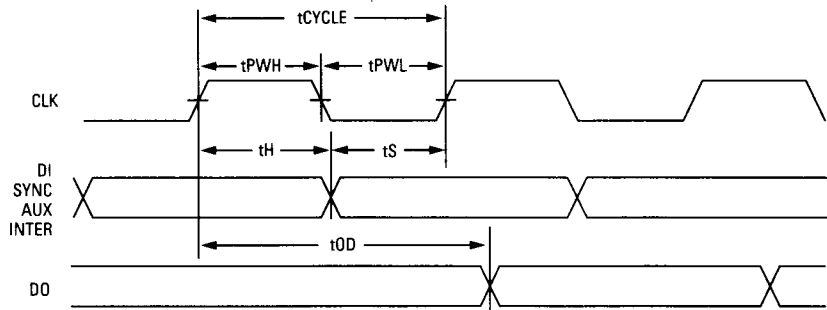 tCYCLE
tPWH tPWL
CLK
tH tS
DI
SYNC
AUX
INTER
tOD
DO